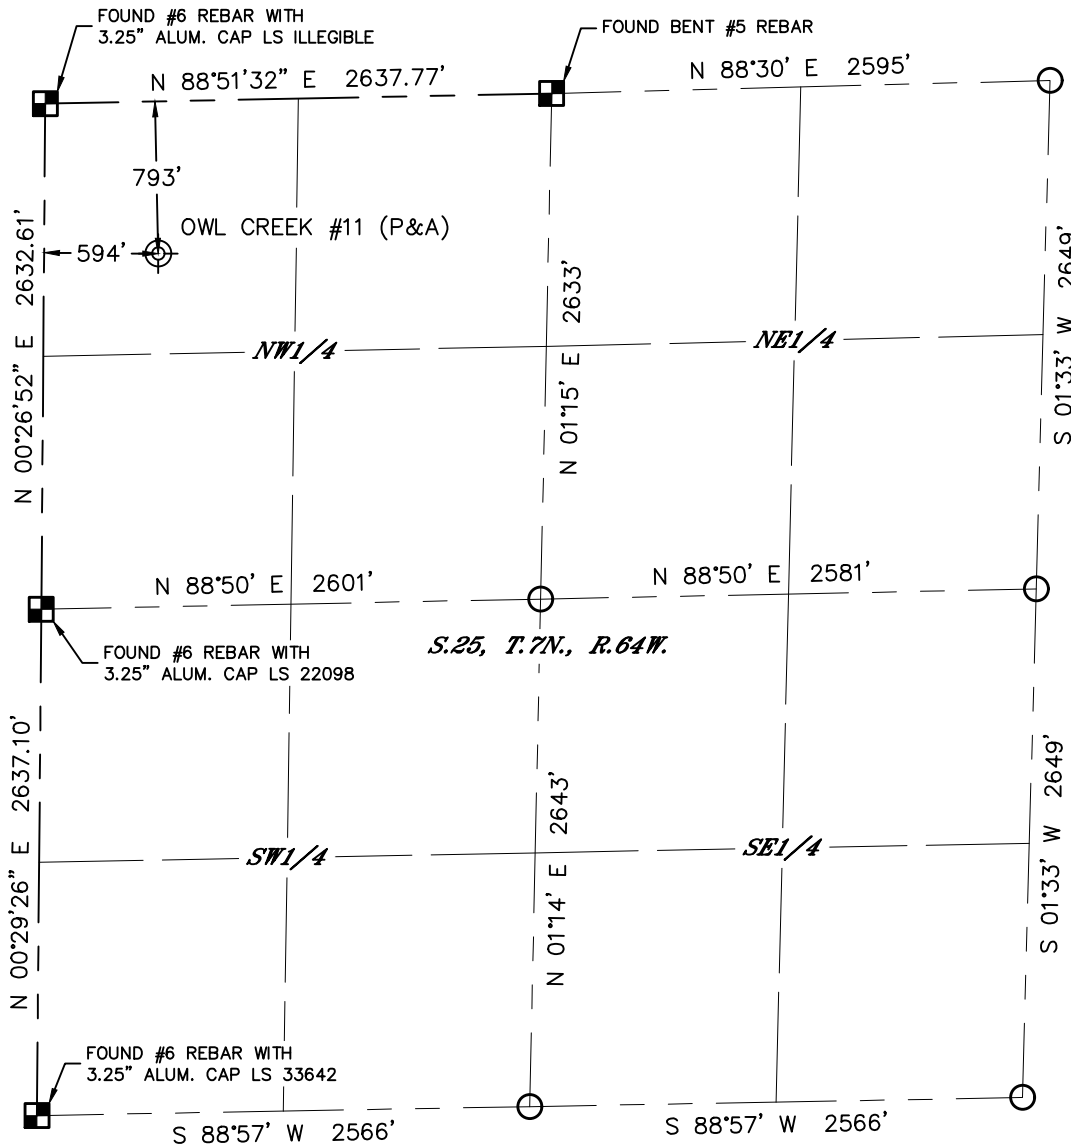 FOUND #6 REBAR WITH
3.25" ALUM. CAP LS ILLEGIBLE
FOUND BENT #5 REBAR
N 88°51'32" E 2637.77'
N 88°30' E 2595'
793'
OWL CREEK #11 (P&A)
594'
N 00°26'52" E 2632.61'
N 01°15' E 2633'
S 01°33' W 2649'
NW1/4
NE1/4
N 88°50' E 2601'
N 88°50' E 2581'
FOUND #6 REBAR WITH
3.25" ALUM. CAP LS 22098
S.25, T.7N., R.64W.
N 00°29'26" E 2637.10'
N 01°14' E 2643'
S 01°33' W 2649'
SW1/4
SE1/4
FOUND #6 REBAR WITH
3.25" ALUM. CAP LS 33642
S 88°57' W 2566'
S 88°57' W 2566'